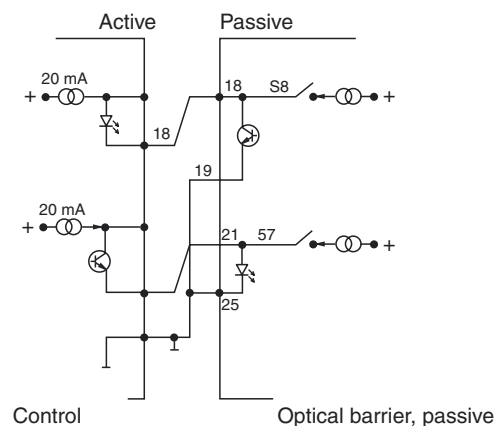 Active Passive
20 mA
+
18 S8
+
18
19
20 mA
+
21 57
+
25
Control Optical barrier, passive